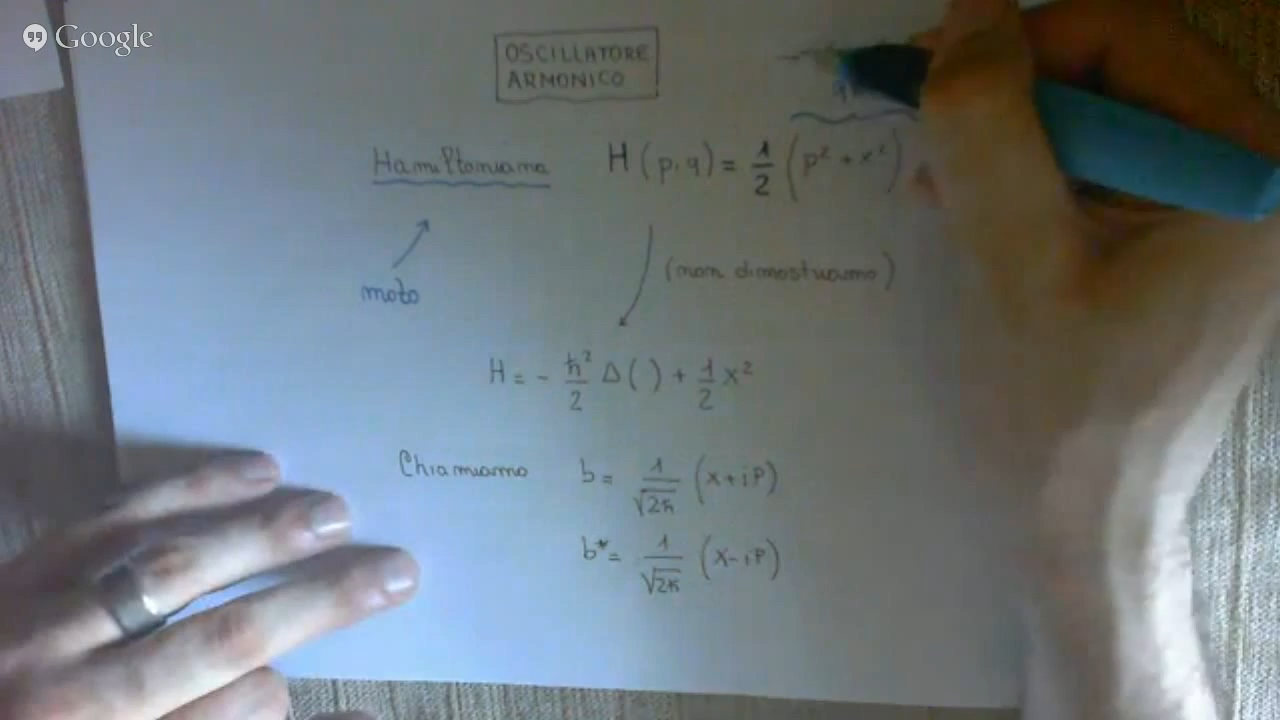 Google
OSCILLATORE
ARMONICO
Hamiltoniana H (p,q) = 1/2 (p² + x²)
moto
(non dimostriamo)
H = - ħ²/2 Δ( ) + 1/2 x²
Chiamiamo b = 1/√2ħ (x + iP)
b* = 1/√2ħ (x - iP)